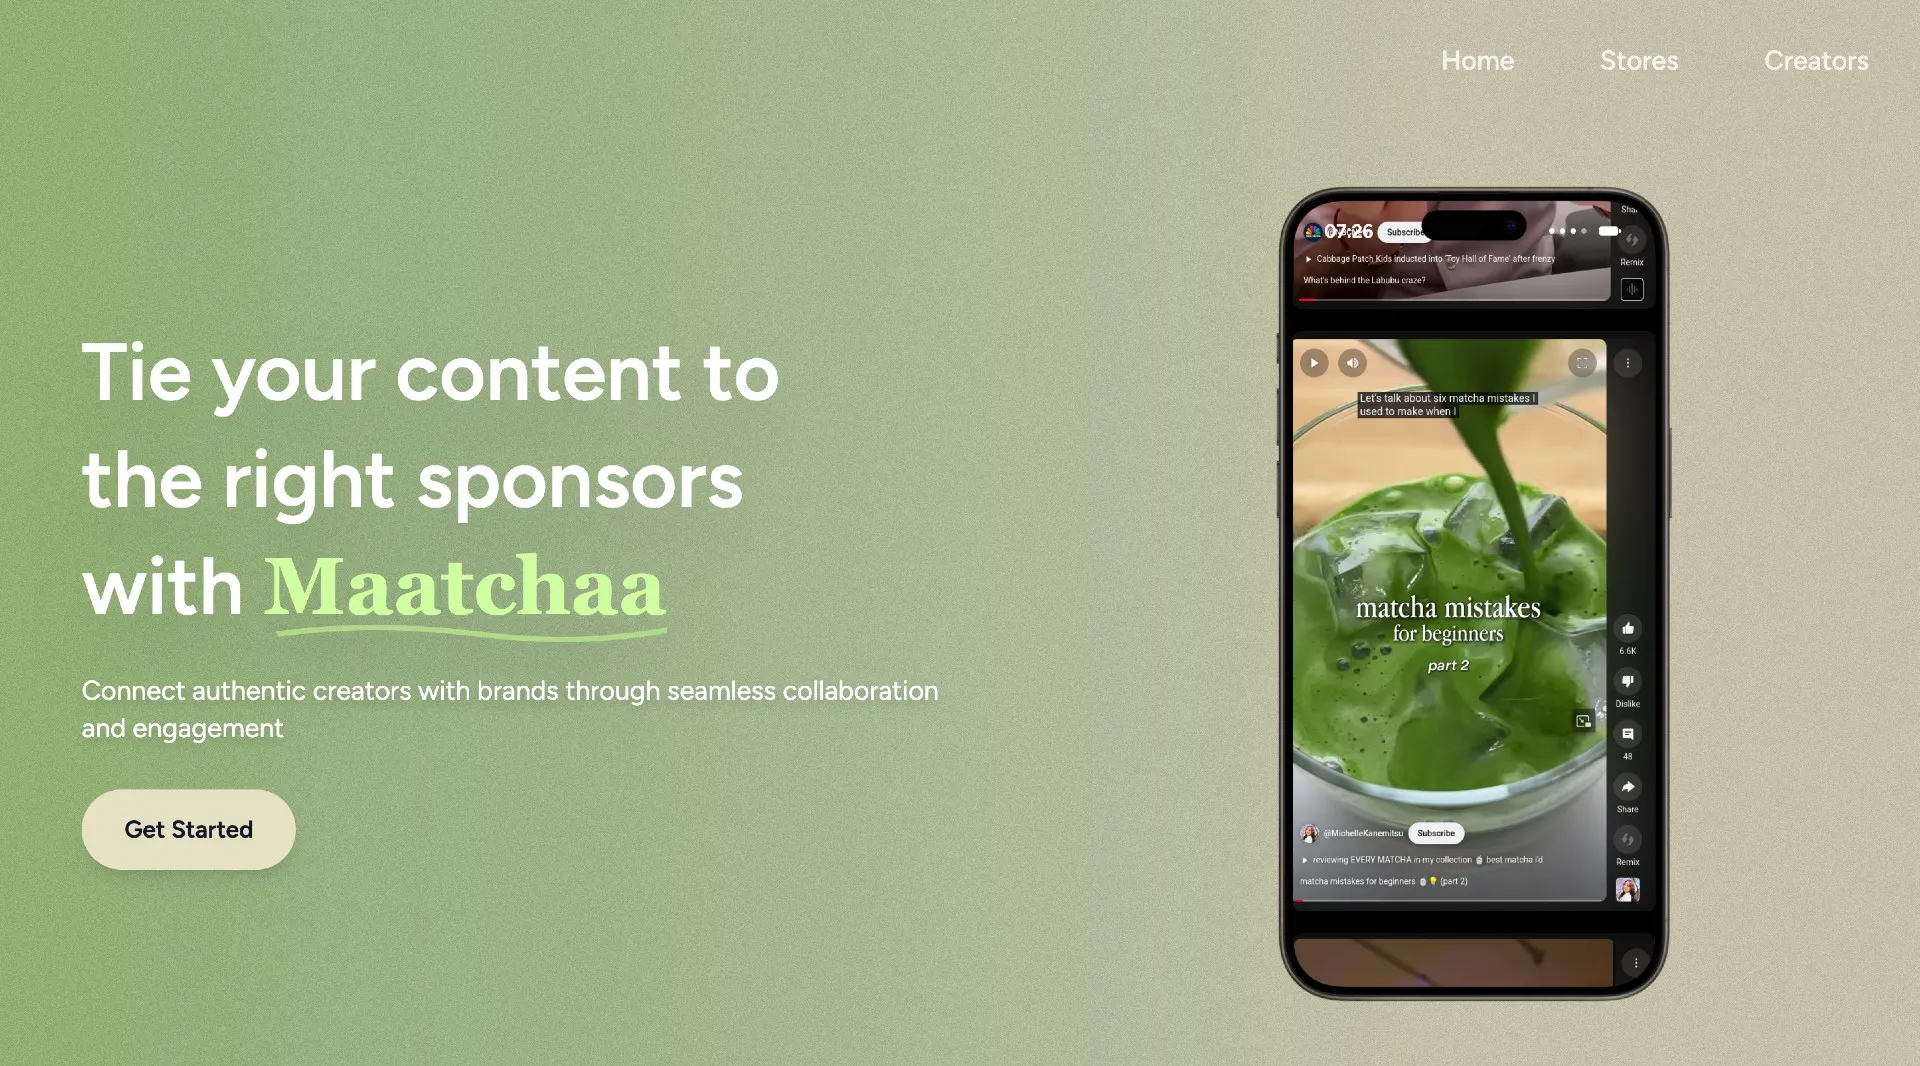 Home Stores Creators
Tie your content to
the right sponsors
with Maatchaa
Connect authentic creators with brands through seamless collaboration
and engagement
Get Started
07:26 Subscribe
▶ Cabbage Patch Kids inducted into 'Toy Hall of Fame' after frenzy
What's behind the Labubu craze?
Remix
Let's talk about six matcha mistakes I
used to make when I
matcha mistakes
for beginners
part 2
6.6K
Dislike
48
Share
Remix
@MichelleKanemitsu Subscribe
▶ reviewing EVERY MATCHA in my collection 🍵 best matcha i'd
matcha mistakes for beginners 🍵💡 (part 2)